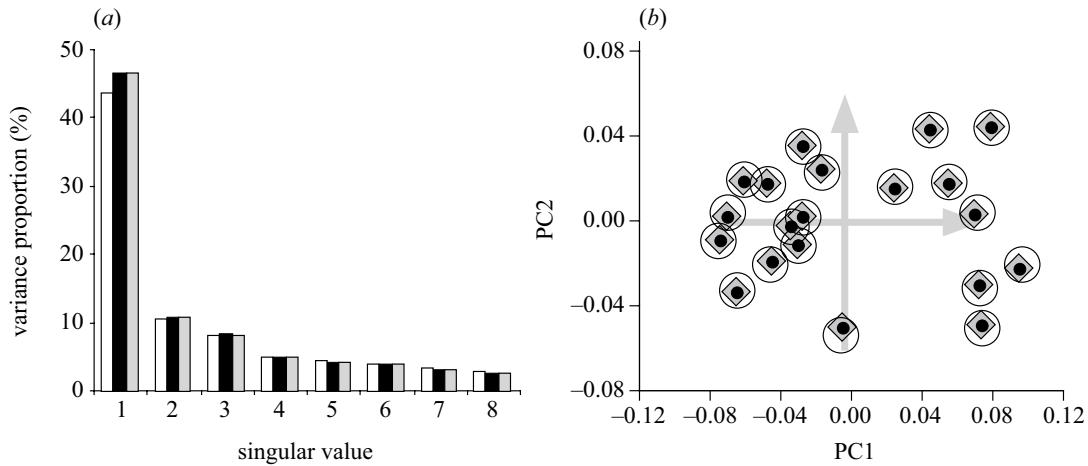 (a)
50
40
30
20
10
0
variance proportion (%)
1 2 3 4 5 6 7 8
singular value
(b)
0.08
0.04
0.00
–0.04
–0.08
PC2
–0.12 –0.08 –0.04 0.00 0.04 0.08 0.12
PC1